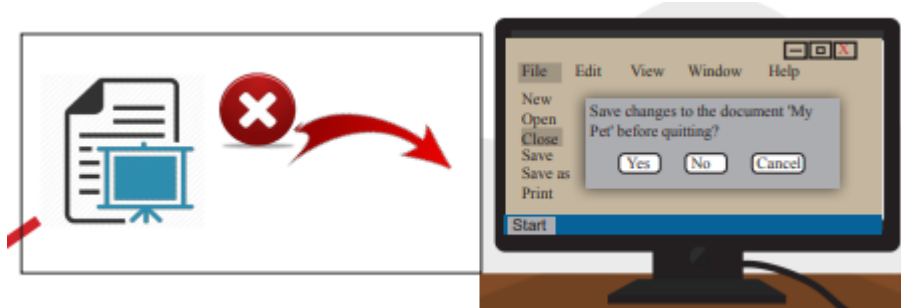 X
File Edit View Window Help
New
Open
Close
Save
Save as
Print
Save changes to the document 'My
Pet' before quitting?
Yes No Cancel
Start